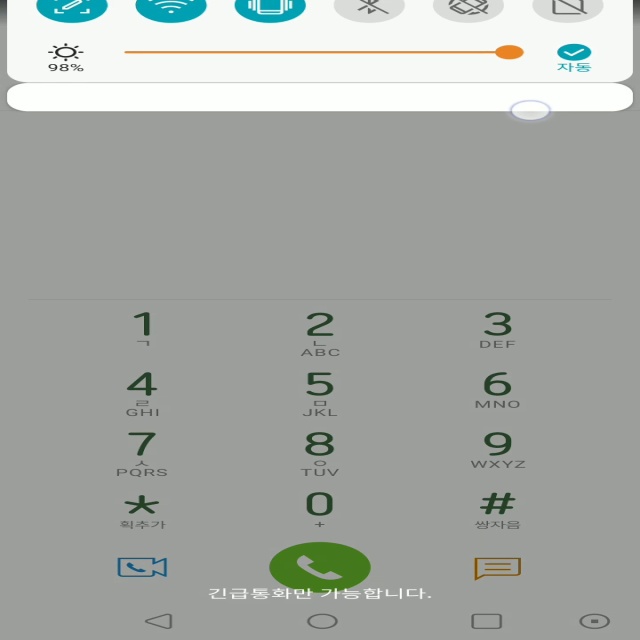 98%
자동
1 2 3
ㄱ ㄴ
ABC DEF
4 5 6
ㄹ ㅁ
GHI JKL MNO
7 8 9
ㅅ ㅇ
PQRS TUV WXYZ
* 0 #
획추가 + 쌍자음
긴급통화만 가능합니다.